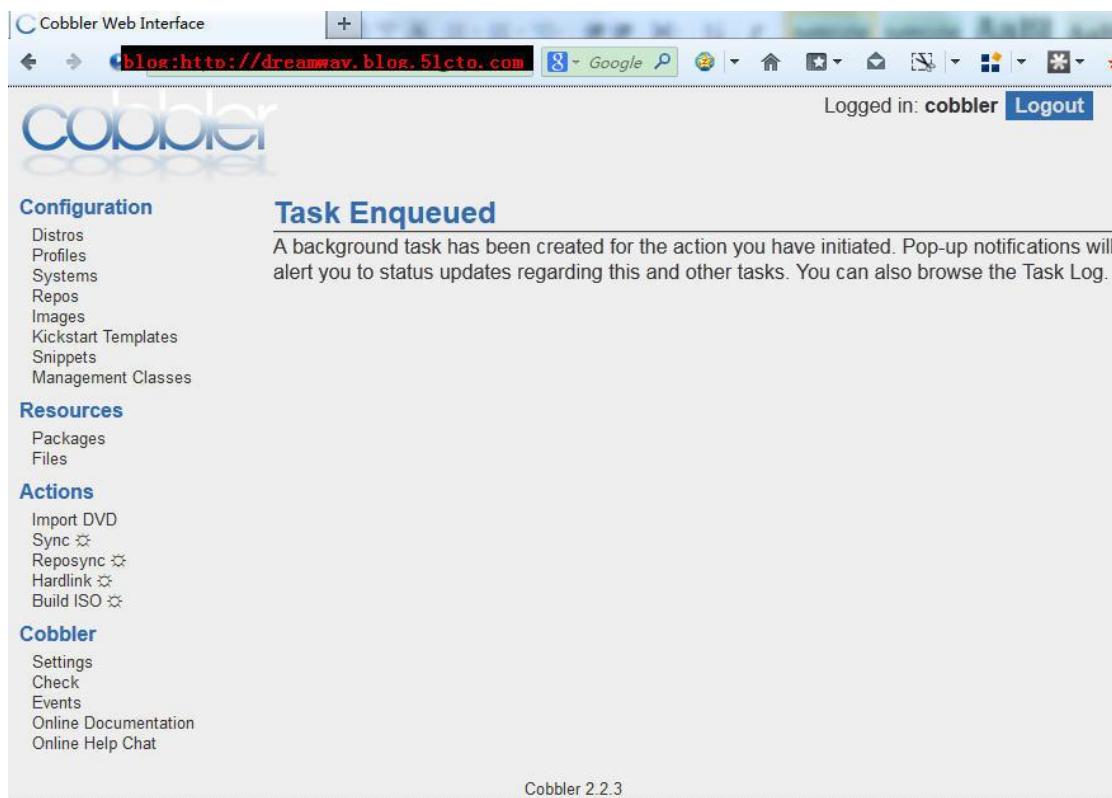 Cobbler Web Interface
+
blog:http://dreamway.blog.51cto.com
8 - Google
Logged in: cobbler Logout
cobbler
Configuration
Distros
Profiles
Systems
Repos
Images
Kickstart Templates
Snippets
Management Classes
Resources
Packages
Files
Actions
Import DVD
Sync
Reposync
Hardlink
Build ISO
Cobbler
Settings
Check
Events
Online Documentation
Online Help Chat
Task Enqueued
A background task has been created for the action you have initiated. Pop-up notifications will
alert you to status updates regarding this and other tasks. You can also browse the Task Log.
Cobbler 2.2.3